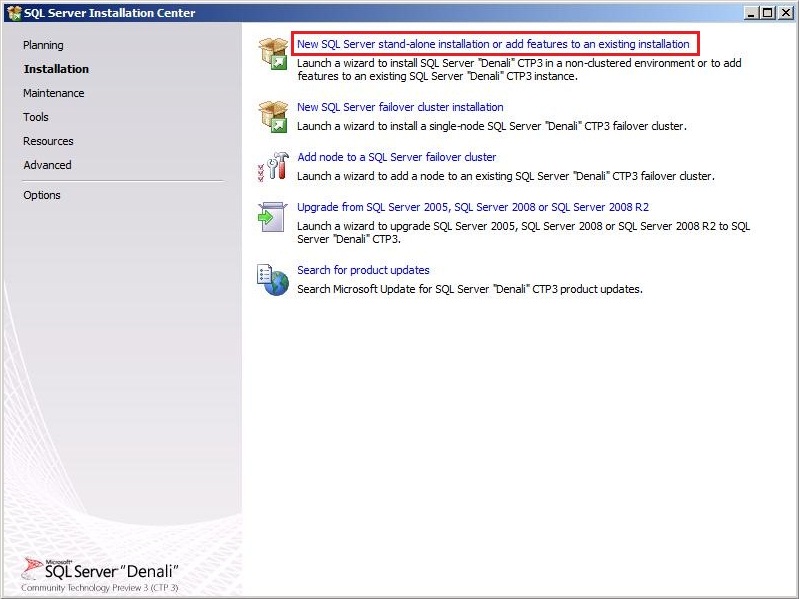 SQL Server Installation Center
Planning
Installation
Maintenance
Tools
Resources
Advanced
Options
New SQL Server stand-alone installation or add features to an existing installation
Launch a wizard to install SQL Server "Denali" CTP3 in a non-clustered environment or to add
features to an existing SQL Server "Denali" CTP3 instance.
New SQL Server failover cluster installation
Launch a wizard to install a single-node SQL Server "Denali" CTP3 failover cluster.
Add node to a SQL Server failover cluster
Launch a wizard to add a node to an existing SQL Server "Denali" CTP3 failover cluster.
Upgrade from SQL Server 2005, SQL Server 2008 or SQL Server 2008 R2
Launch a wizard to upgrade SQL Server 2005, SQL Server 2008 or SQL Server 2008 R2 to SQL
Server "Denali" CTP3.
Search for product updates
Search Microsoft Update for SQL Server "Denali" CTP3 product updates.
Microsoft®
SQL Server "Denali"
Community Technology Preview 3 (CTP 3)